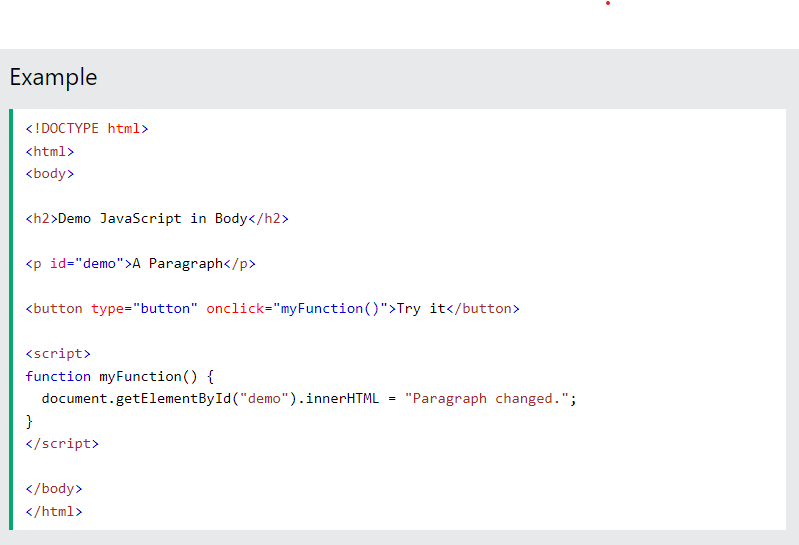 Example
<!DOCTYPE html>
<html>
<body>
<h2>Demo JavaScript in Body</h2>
<p id="demo">A Paragraph</p>
<button type="button" onclick="myFunction()">Try it</button>
<script>
function myFunction() {
  document.getElementById("demo").innerHTML = "Paragraph changed.";
}
</script>
</body>
</html>